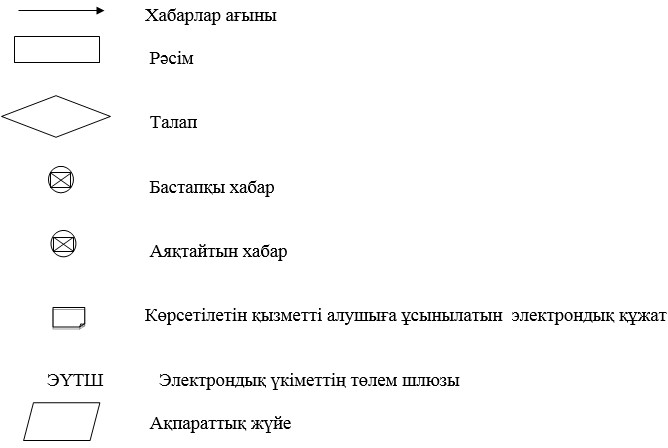 Хабарлар ағыны
Рәсім
Талап
Бастапқы хабар
Аяқтайтын хабар
Көрсетілетін қызметті алушыға ұсынылатын электрондық құжат
ЭҮТШ Электрондық үкіметтің төлем шлюзы
Ақпараттық жүйе